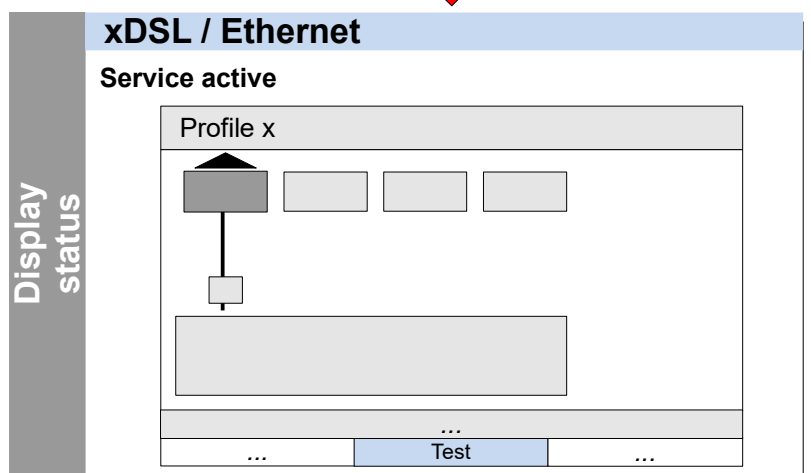 xDSL / Ethernet
Display
status
Service active
Profile x
...
...
Test
...